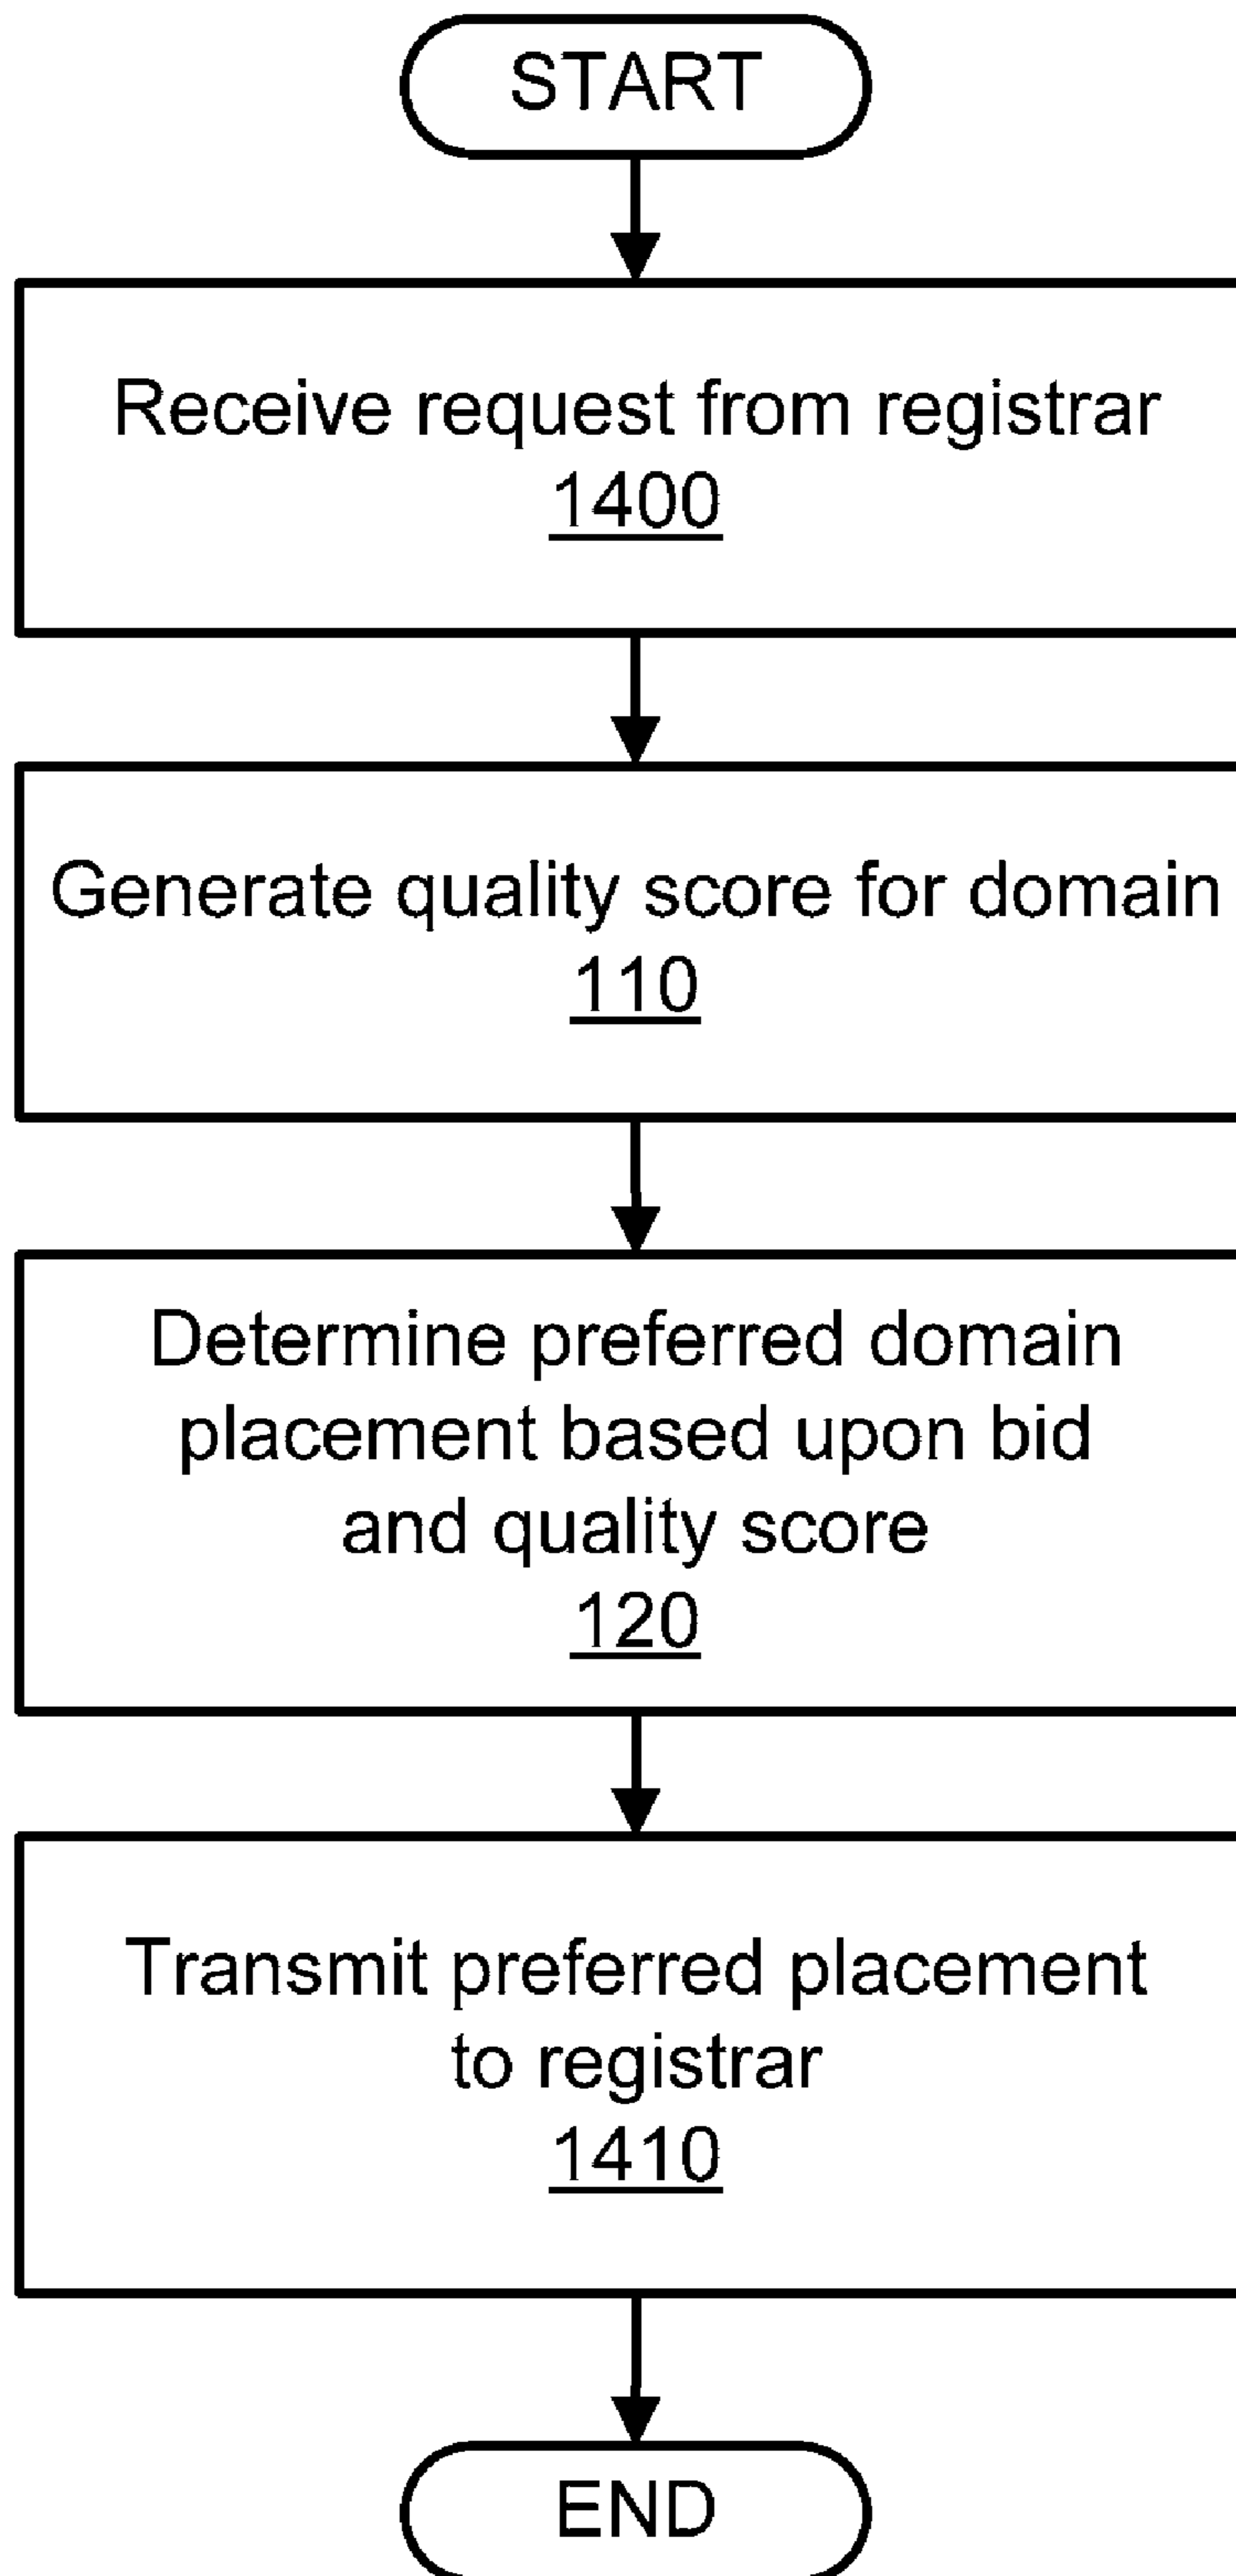 START
Receive request from registrar
1400
Generate quality score for domain
110
Determine preferred domain
placement based upon bid
and quality score
120
Transmit preferred placement
to registrar
1410
END